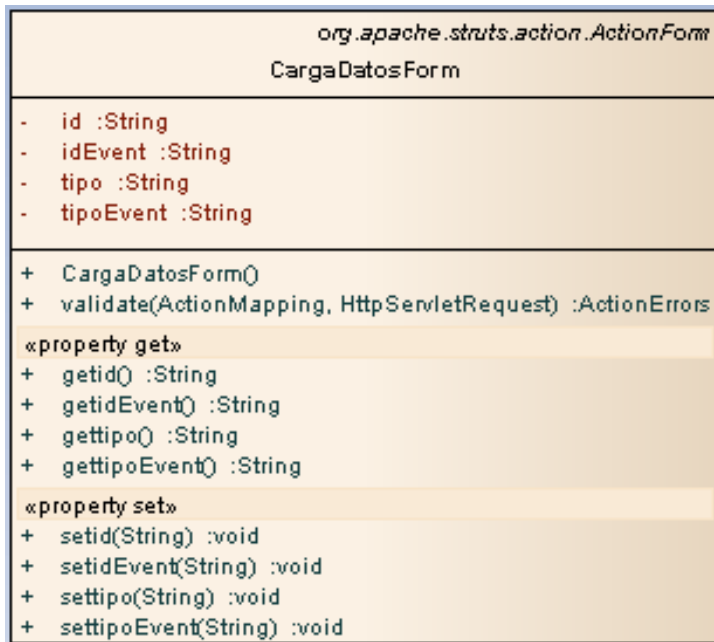 org.apache.struts.action.ActionForm
CargaDatosForm
- id :String
- idEvent :String
- tipo :String
- tipoEvent :String
+ CargaDatosForm()
+ validate(ActionMapping, HttpServletRequest) :ActionErrors
«property get»
+ getid() :String
+ getidEvent() :String
+ gettipo() :String
+ gettipoEvent() :String
«property set»
+ setid(String) :void
+ setidEvent(String) :void
+ settipo(String) :void
+ settipoEvent(String) :void